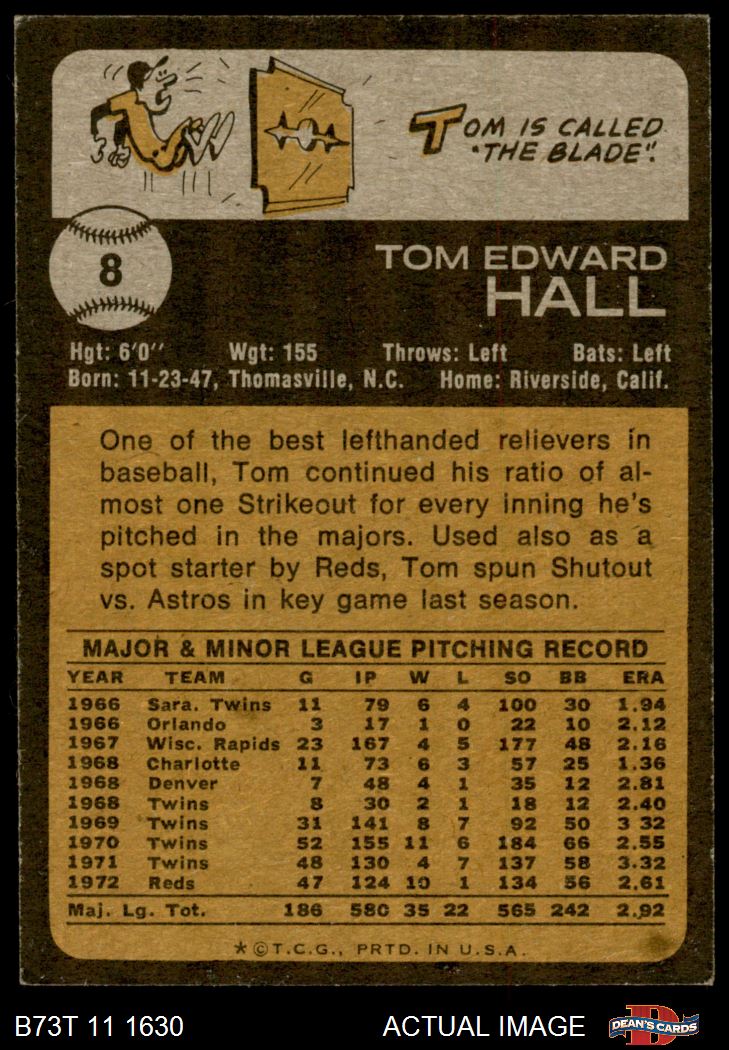 TOM IS CALLED
"THE BLADE".
8
TOM EDWARD
HALL
Hgt: 6'0" Wgt: 155 Throws: Left Bats: Left
Born: 11-23-47, Thomasville, N.C. Home: Riverside, Calif.
One of the best lefthanded relievers in
baseball, Tom continued his ratio of al-
most one Strikeout for every inning he's
pitched in the majors. Used also as a
spot starter by Reds, Tom spun Shutout
vs. Astros in key game last season.
MAJOR & MINOR LEAGUE PITCHING RECORD
YEAR TEAM G IP W L SO BB ERA
1966 Sara. Twins 11 79 6 4 100 30 1.94
1966 Orlando 3 17 1 0 22 10 2.12
1967 Wisc. Rapids 23 167 4 5 177 48 2.16
1968 Charlotte 11 73 6 3 57 25 1.36
1968 Denver 7 48 4 1 35 12 2.81
1968 Twins 8 30 2 1 18 12 2.40
1969 Twins 31 141 8 7 92 50 3 32
1970 Twins 52 155 11 6 184 66 2.55
1971 Twins 48 130 4 7 137 58 3.32
1972 Reds 47 124 10 1 134 56 2.61
Maj. Lg. Tot. 186 580 35 22 565 242 2.92
*©T.C.G., PRTD. IN U.S.A.
B73T 11 1630 ACTUAL IMAGE D DEAN'S CARDS